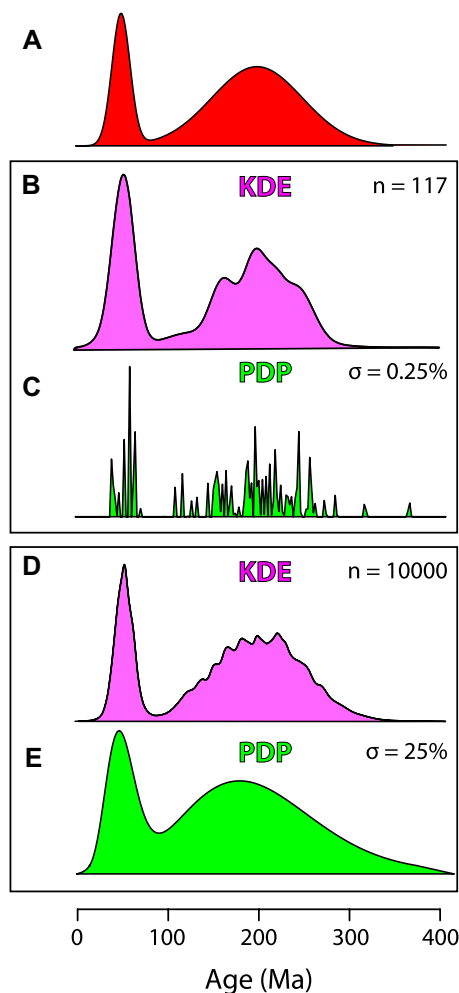 A
B
KDE
n = 117
C
PDP
σ = 0.25%
D
KDE
n = 10000
E
PDP
σ = 25%
0 100 200 300 400
Age (Ma)